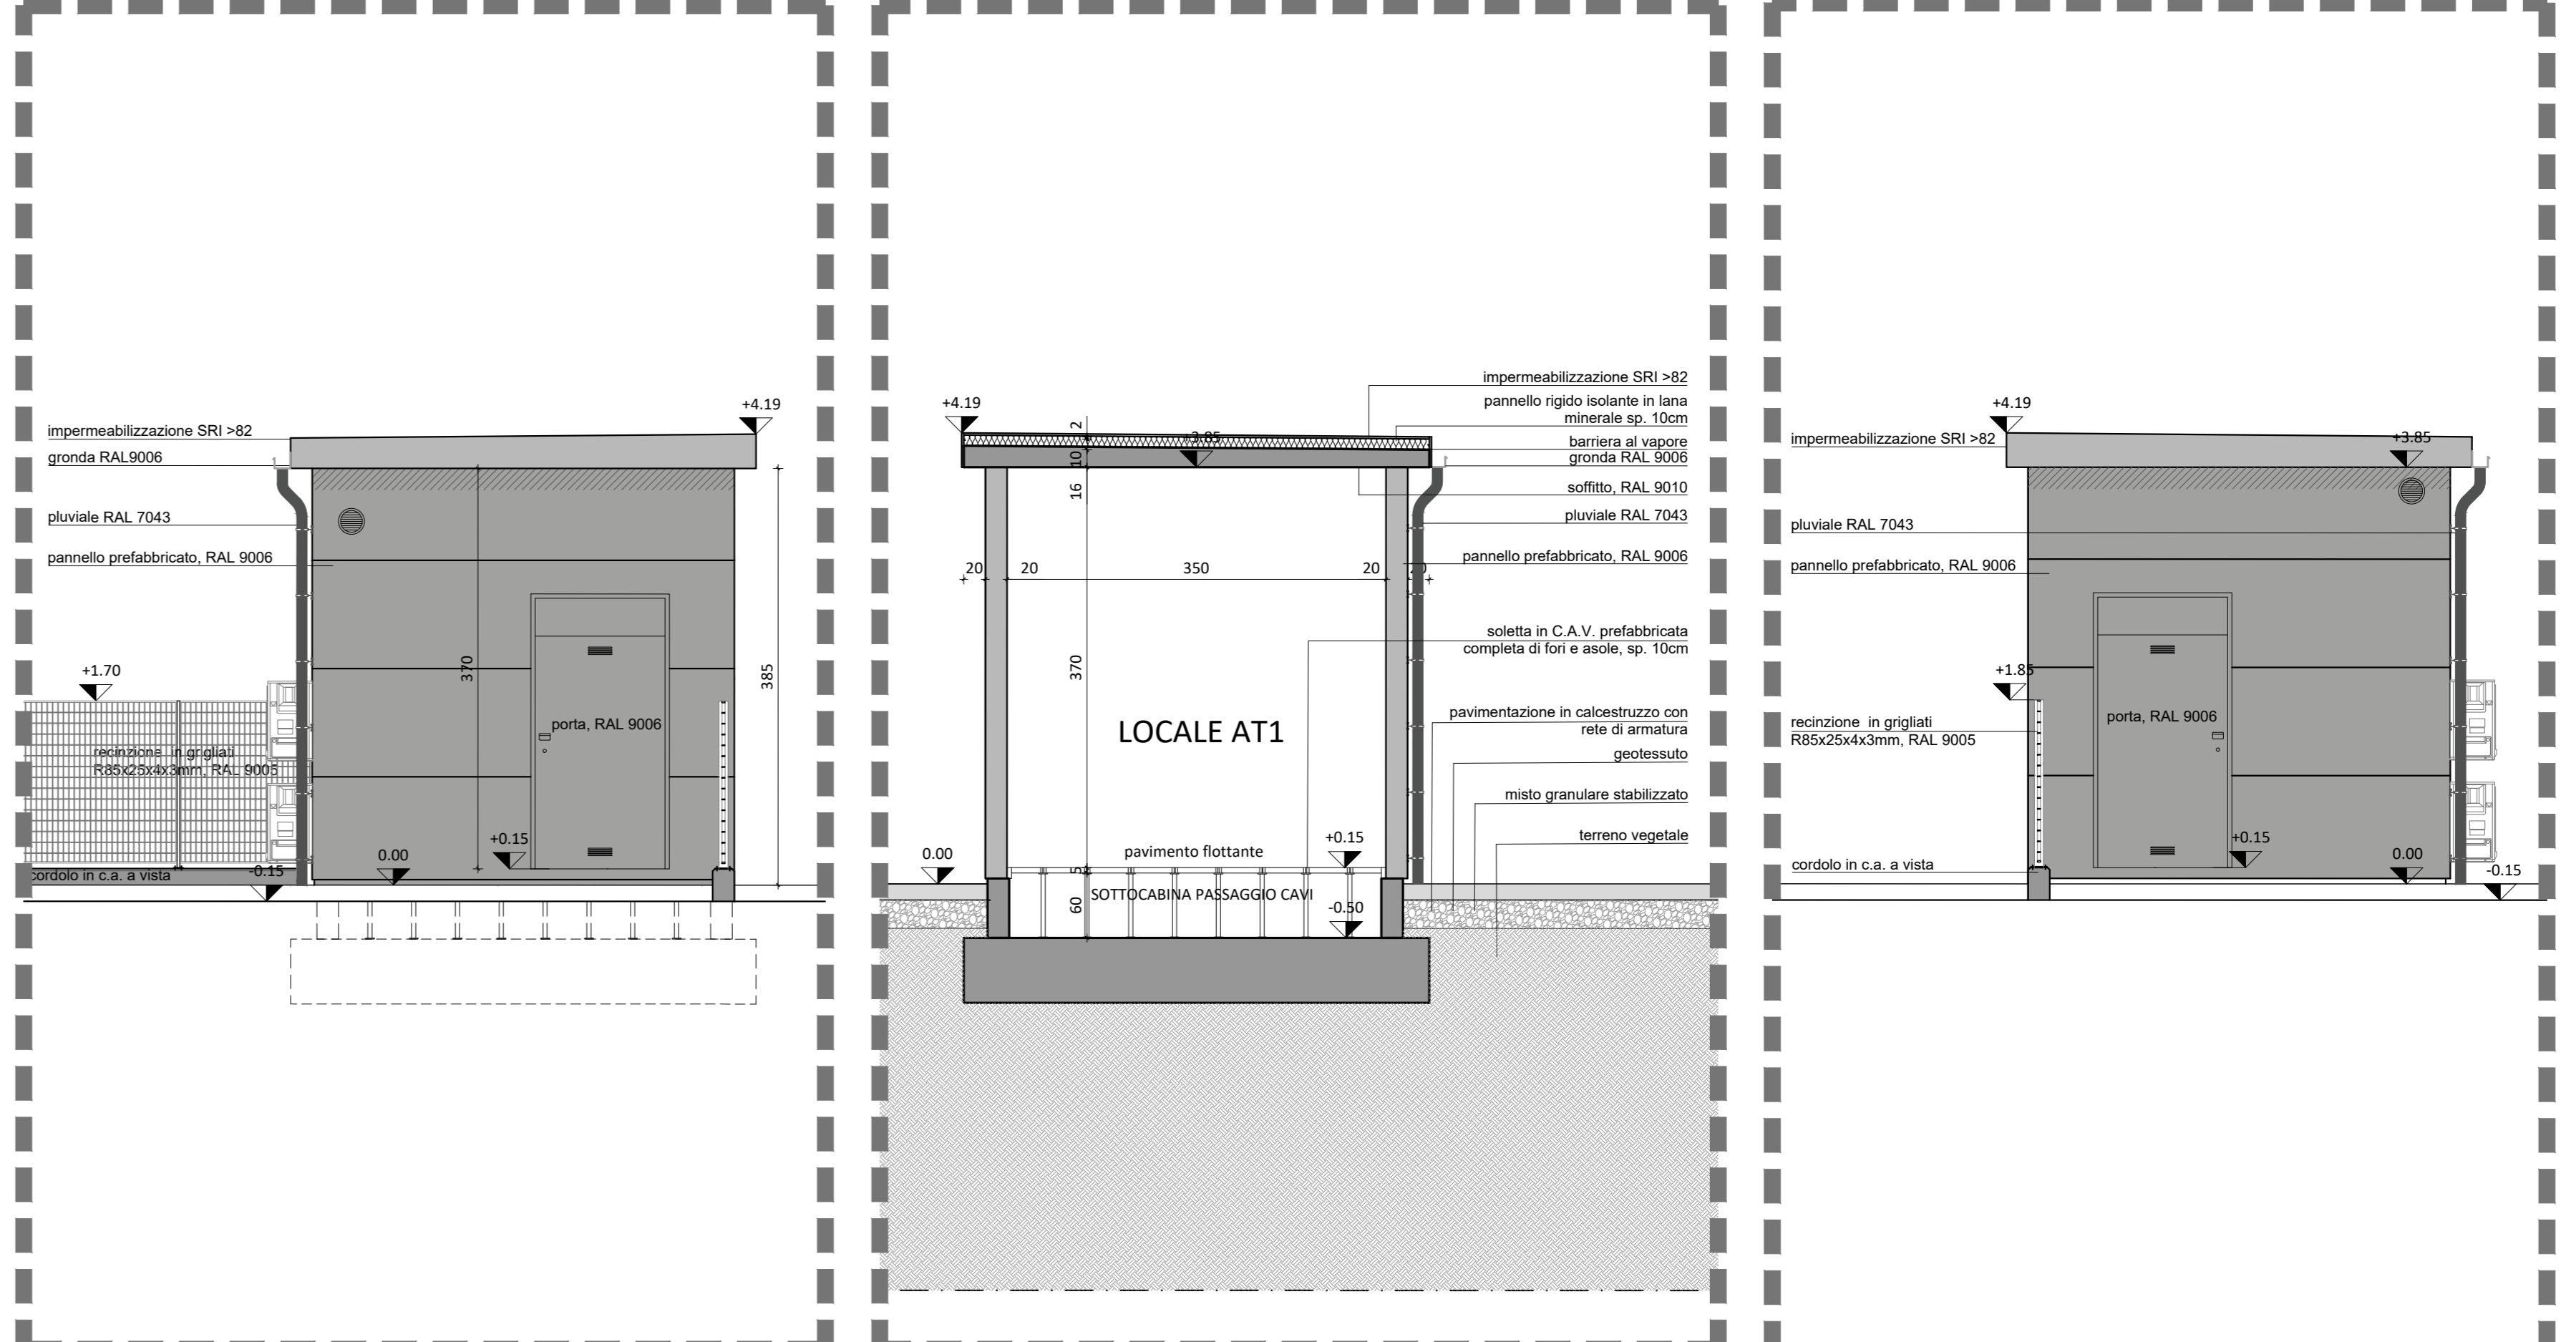 +4.19
impermeabilizzazione SRI >82
gronda RAL9006
pluviale RAL 7043
pannello prefabbricato, RAL 9006
370
385
+1.70
porta, RAL 9006
recinzione in grigliati
R85x25x4x3mm, RAL 9005
+0.15
0.00
cordolo in c.a. a vista
-0.15
impermeabilizzazione SRI >82
pannello rigido isolante in lana
minerale sp. 10cm
+4.19
2
+3.85
barriera al vapore
10
gronda RAL 9006
16
soffitto, RAL 9010
pluviale RAL 7043
pannello prefabbricato, RAL 9006
20
20
350
20
20
soletta in C.A.V. prefabbricata
completa di fori e asole, sp. 10cm
370
LOCALE AT1
pavimentazione in calcestruzzo con
rete di armatura
geotessuto
misto granulare stabilizzato
terreno vegetale
+0.15
0.00
pavimento flottante
5
SOTTOCABINA PASSAGGIO CAVI
60
-0.50
+4.19
impermeabilizzazione SRI >82
+3.85
pluviale RAL 7043
pannello prefabbricato, RAL 9006
+1.85
porta, RAL 9006
recinzione in grigliati
R85x25x4x3mm, RAL 9005
+0.15
0.00
cordolo in c.a. a vista
-0.15